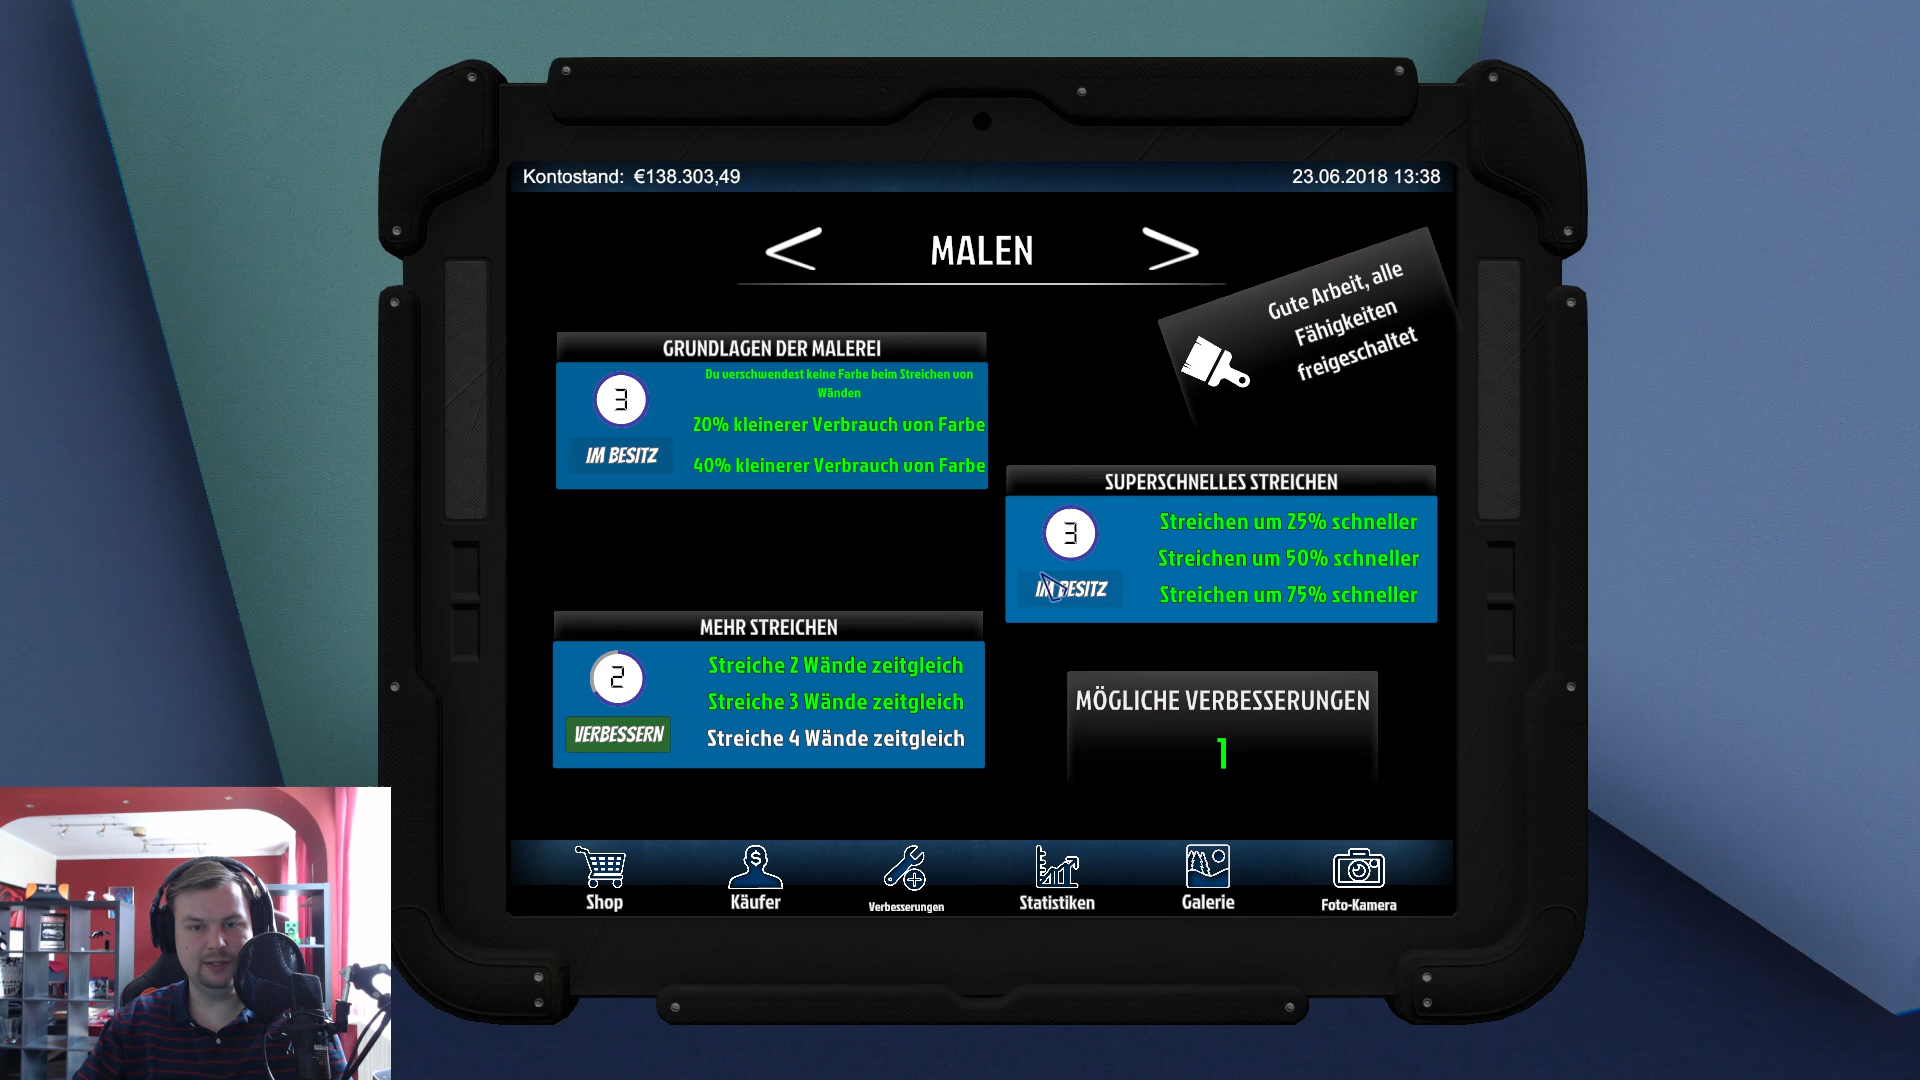 Kontostand: €138.303,49
23.06.2018 13:38
< MALEN >
Gute Arbeit, alle
Fähigkeiten
freigeschaltet
GRUNDLAGEN DER MALEREI
3
IM BESITZ
Du verschwendest keine Farbe beim Streichen von
Wänden
20% kleinerer Verbrauch von Farbe
40% kleinerer Verbrauch von Farbe
SUPERSCHNELLES STREICHEN
3
IM BESITZ
Streichen um 25% schneller
Streichen um 50% schneller
Streichen um 75% schneller
MEHR STREICHEN
2
VERBESSERN
Streiche 2 Wände zeitgleich
Streiche 3 Wände zeitgleich
Streiche 4 Wände zeitgleich
MÖGLICHE VERBESSERUNGEN
1
Shop
Käufer
Verbesserungen
Statistiken
Galerie
Foto-Kamera